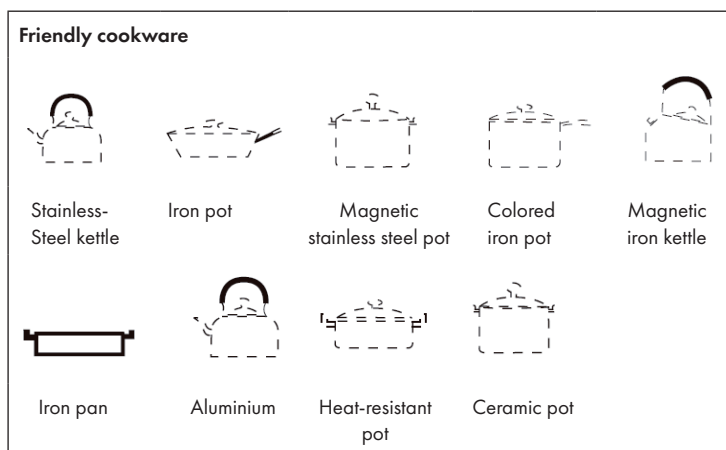 Friendly cookware
Stainless-
Steel kettle
Iron pot
Magnetic
stainless steel pot
Colored
iron pot
Magnetic
iron kettle
Iron pan
Aluminium
Heat-resistant
pot
Ceramic pot